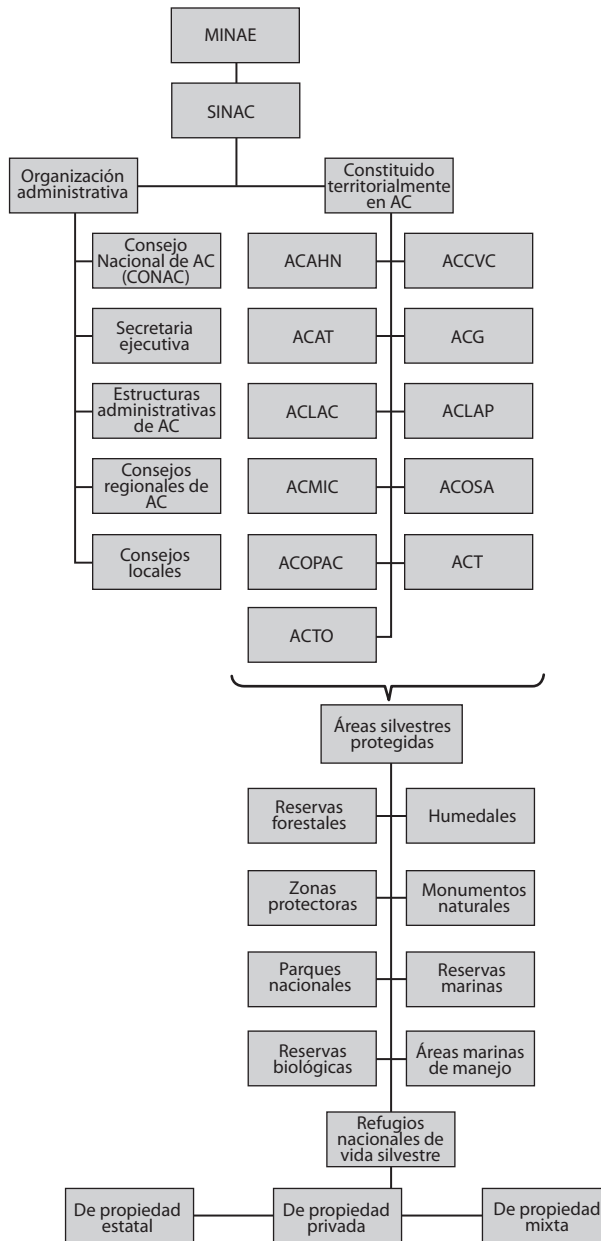 MINAE
SINAC
Organización
administrativa
Constituido
territorialmente
en AC
Consejo
Nacional de AC
(CONAC)
Secretaria
ejecutiva
Estructuras
administrativas
de AC
Consejos
regionales de
AC
Consejos
locales
ACAHN
ACCVC
ACAT
ACG
ACLAC
ACLAP
ACMIC
ACOSA
ACOPAC
ACT
ACTO
Áreas silvestres
protegidas
Reservas
forestales
Humedales
Zonas
protectoras
Monumentos
naturales
Parques
nacionales
Reservas
marinas
Reservas
biológicas
Áreas marinas
de manejo
Refugios
nacionales de
vida silvestre
De propiedad
estatal
De propiedad
privada
De propiedad
mixta